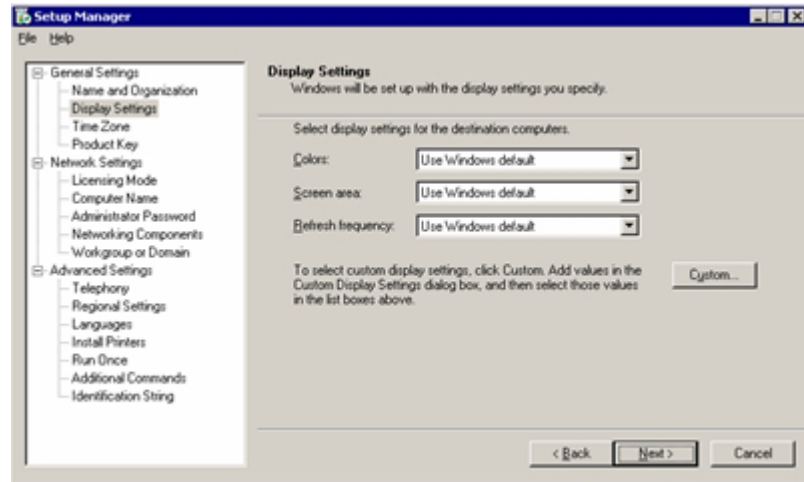 Setup Manager
File Help
General Settings
Name and Organization
Display Settings
Time Zone
Product Key
Network Settings
Licensing Mode
Computer Name
Administrator Password
Networking Components
Workgroup or Domain
Advanced Settings
Telephony
Regional Settings
Languages
Install Printers
Run Once
Additional Commands
Identification String
Display Settings
Windows will be set up with the display settings you specify.
Select display settings for the destination computers.
Colors: Use Windows default
Screen area: Use Windows default
Refresh frequency: Use Windows default
To select custom display settings, click Custom. Add values in the
Custom Display Settings dialog box, and then select those values
in the list boxes above.
Custom...
< Back Next > Cancel